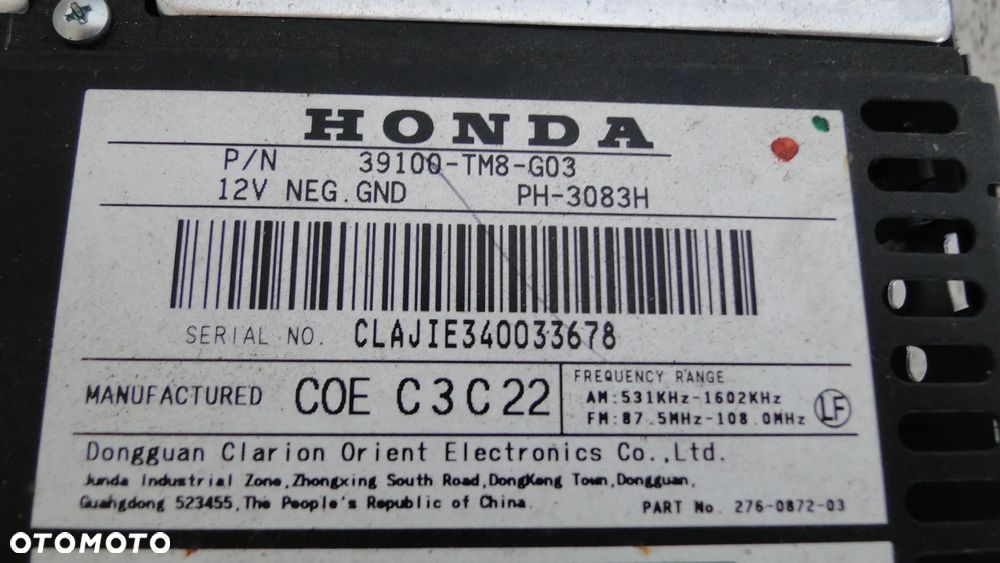 HONDA
P/N 39100-TM8-G03
12V NEG.GND PH-3083H
SERIAL NO. CLAJIE340033678
MANUFACTURED COE C3C22
FREQUENCY RANGE
AM:531KHz-1602KHz
FM:87.5MHz-108.0MHz
LF
Dongguan Clarion Orient Electronics Co.,Ltd.
Junda Industrial Zone,Zhongxing South Road,DongKeng Town,Dongguan,
Guahgdong 523455,The People's Republic of China.
PART No. 276-0872-03
OTOMOTO